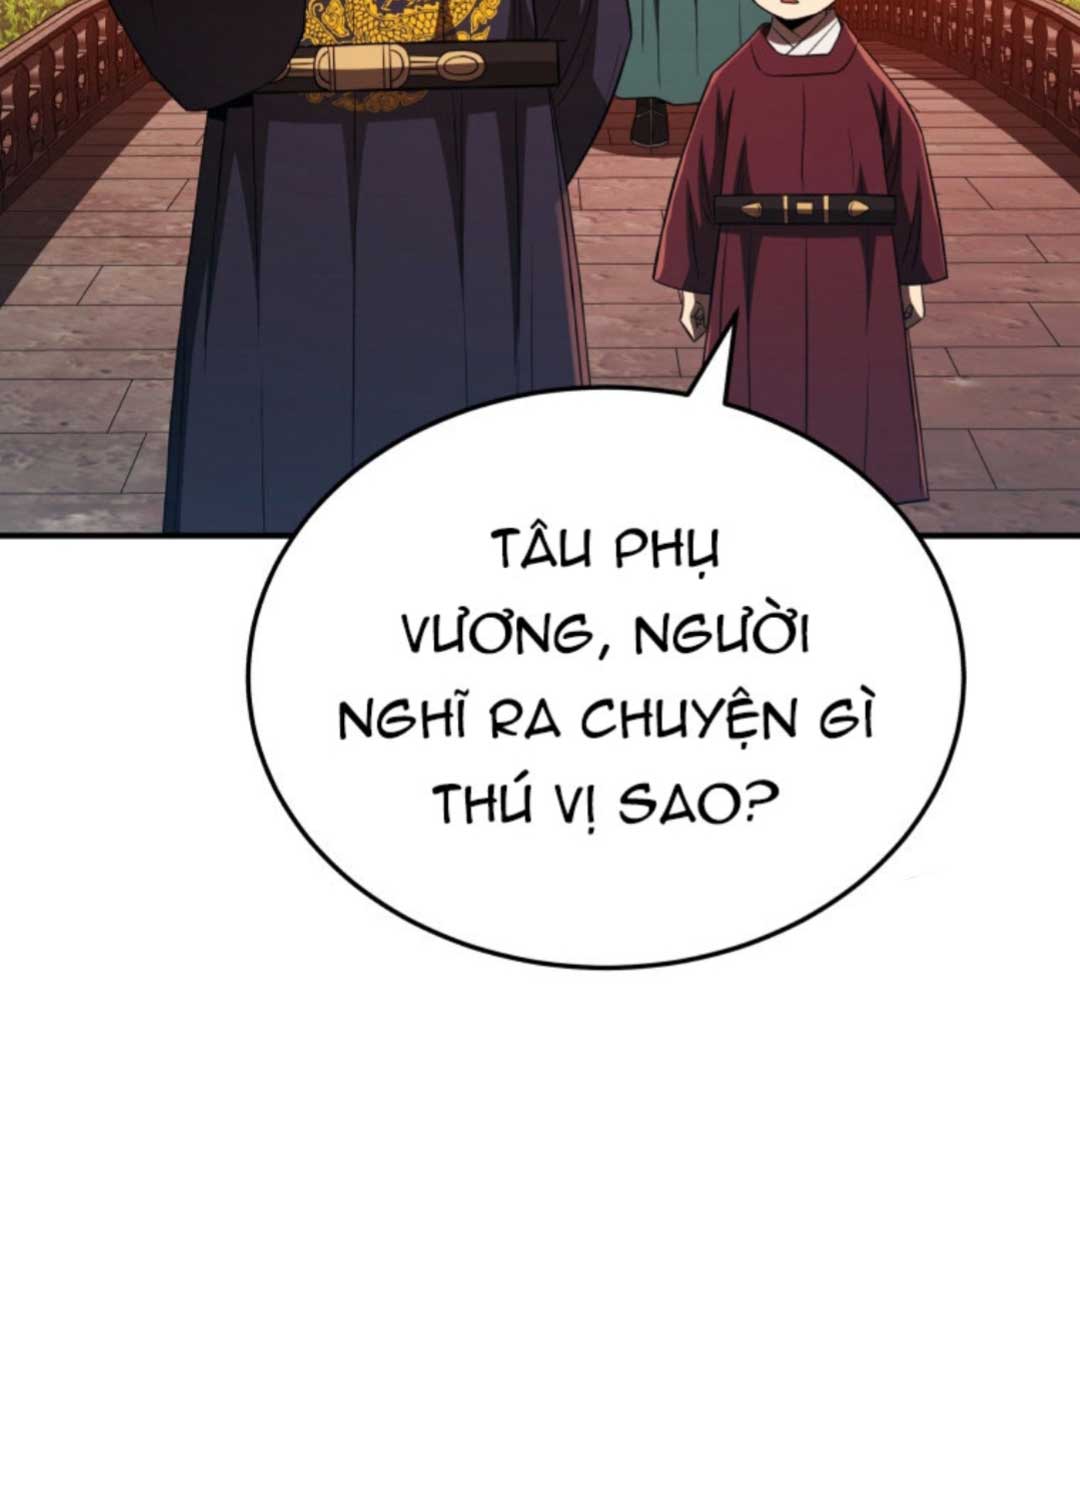 TÂU PHỤ
VƯƠNG, NGƯỜI
NGHĨ RA CHUYỆN GÌ
THÚ VỊ SAO?